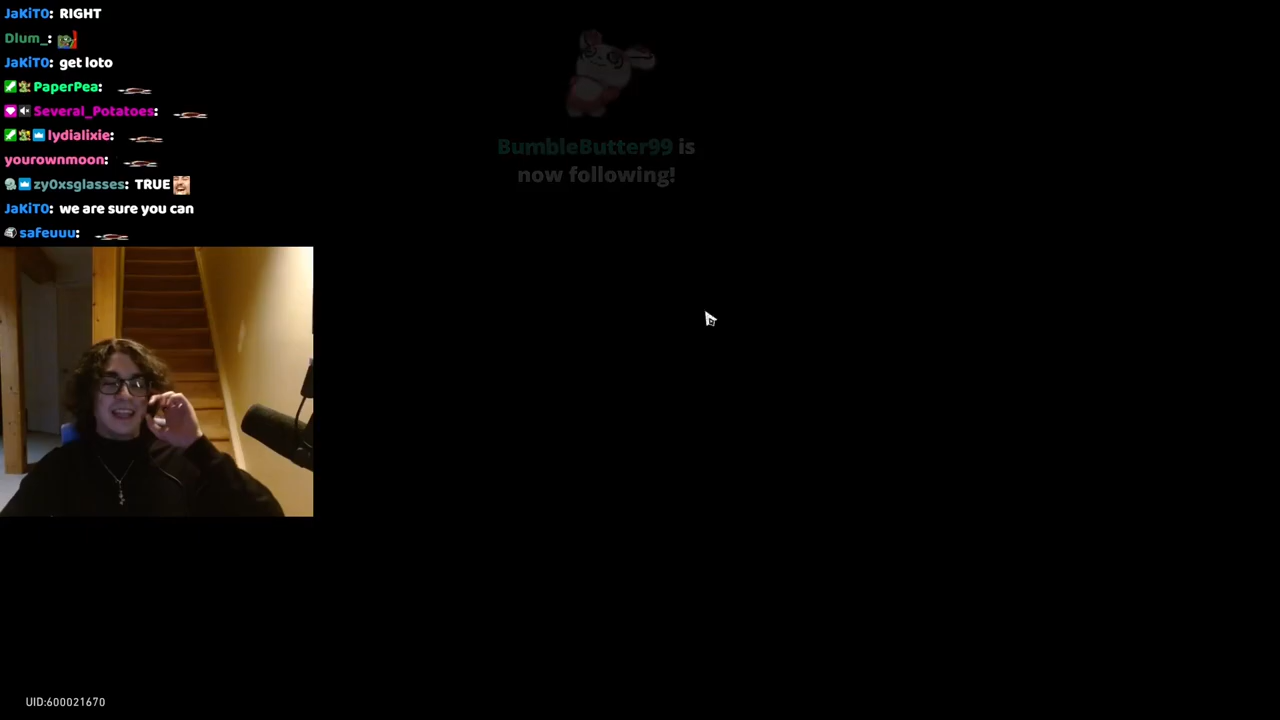 JaKiT0: RIGHT
Dlum_:
JaKiT0: get loto
PaperPea:
Several_Potatoes:
lydialixie:
yourownmoon:
zy0xsglasses: TRUE
JaKiT0: we are sure you can
safeuuu:
BumbleButter99 is
now following!
UID:600021670